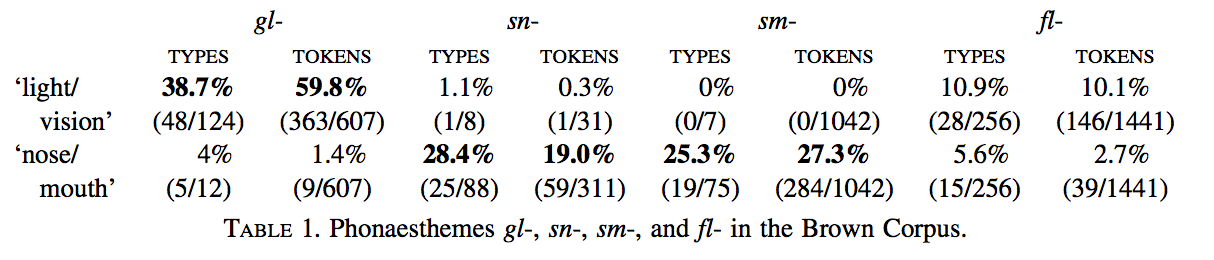 gl- sn- sm- fl-
TYPES TOKENS TYPES TOKENS TYPES TOKENS TYPES TOKENS
‘light/ 38.7% 59.8% 1.1% 0.3% 0% 0% 10.9% 10.1%
vision’ (48/124) (363/607) (1/8) (1/31) (0/7) (0/1042) (28/256) (146/1441)
‘nose/ 4% 1.4% 28.4% 19.0% 25.3% 27.3% 5.6% 2.7%
mouth’ (5/12) (9/607) (25/88) (59/311) (19/75) (284/1042) (15/256) (39/1441)
TABLE 1. Phonaesthemes gl-, sn-, sm-, and fl- in the Brown Corpus.